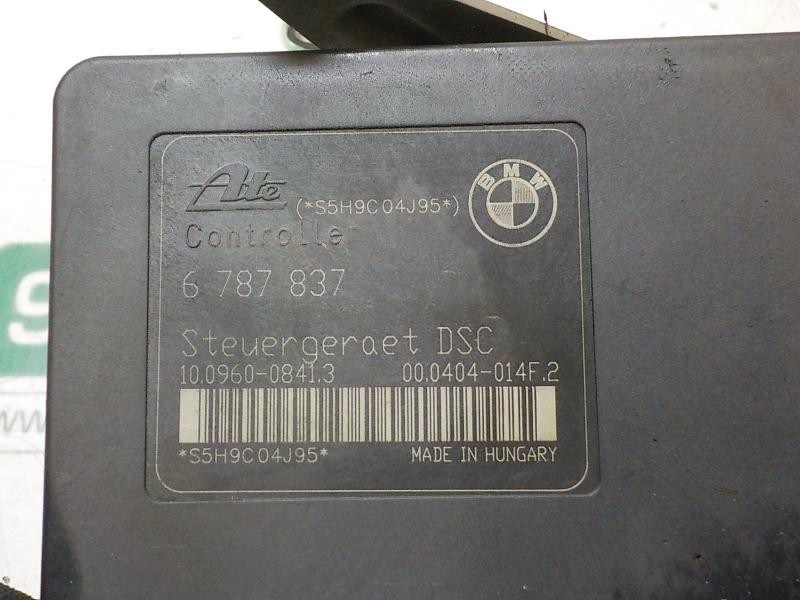 Ate
(*S5H9C04J95*)
BMW
Controller
6 787 837
Steuergeraet DSC
10.0960-0841.3 00.0404-014F.2
*S5H9C04J95* MADE IN HUNGARY